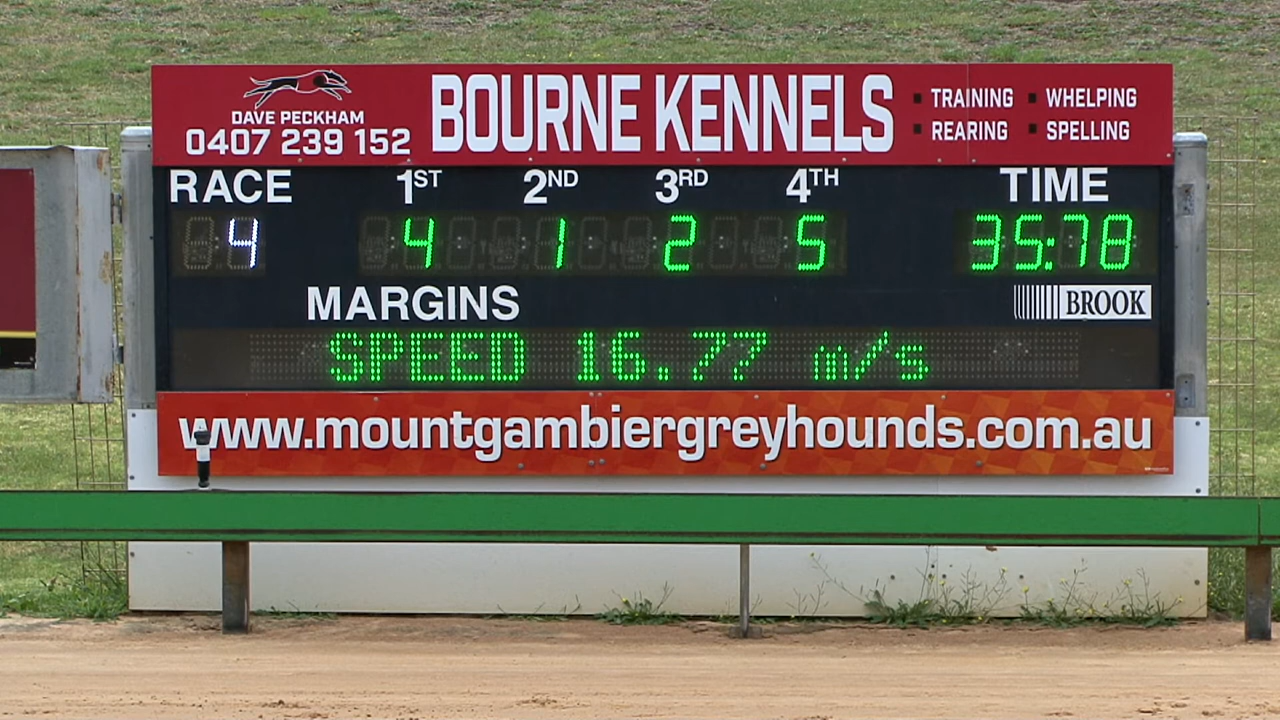 DAVE PECKHAM
0407 239 152
BOURNE KENNELS
TRAINING WHELPING
REARING SPELLING
RACE 1ST 2ND 3RD 4TH TIME
4 4 1 2 5 35:78
MARGINS
BROOK
SPEED 16.77 m/s
www.mountgambiergreyhounds.com.au